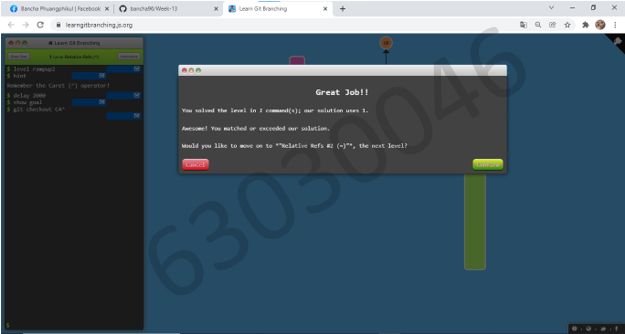 Bancha Phuangphikul | Facebook
bancha96/Week-13
Learn Git Branching
learngitbranching.js.org
Learn Git Branching
$ level rampup2
$ hint
Remember the Caret (^) operator!
$ delay 2000
$ show goal
$ git checkout C4^
$
Great Job!!
You solved the level in 2 command(s); our solution uses 1.
Awesome! You matched or exceeded our solution.
Would you like to move on to *"Relative Refs #2 (~)"*, the next level?
Cancel
63030046